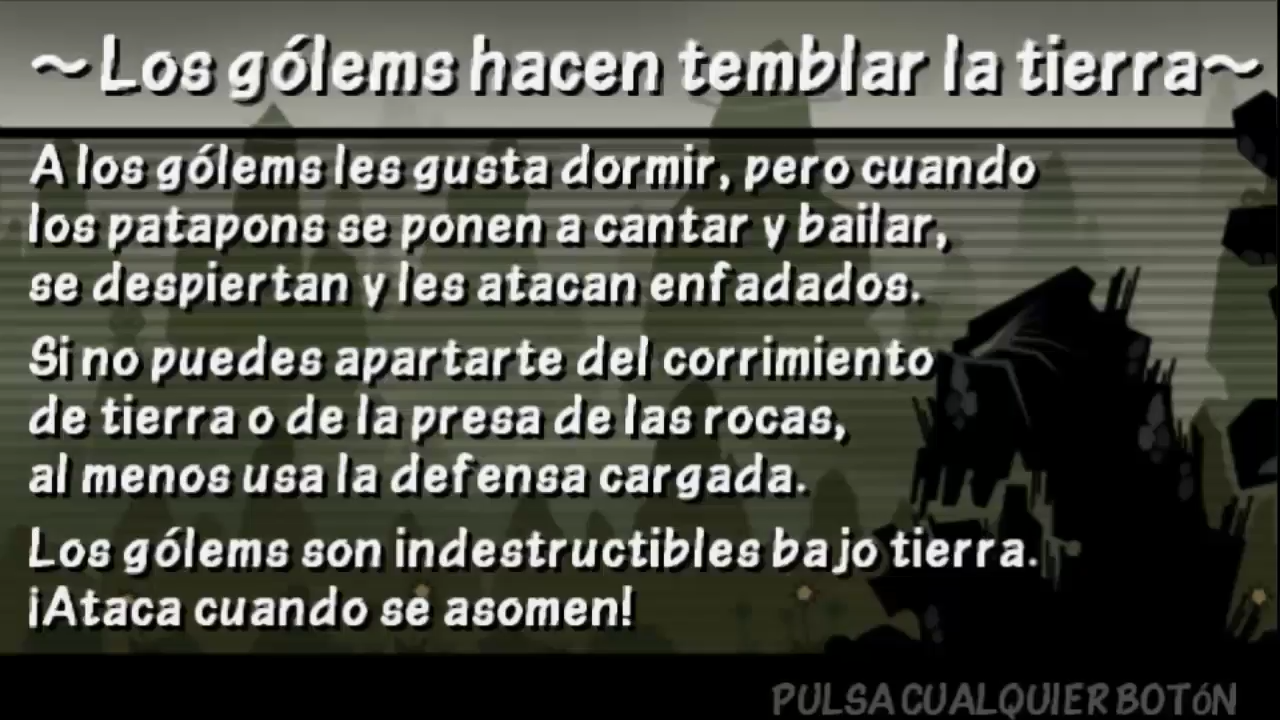 ~Los gólems hacen temblar la tierra~
A los gólems les gusta dormir, pero cuando
los patapons se ponen a cantar y bailar,
se despiertan y les atacan enfadados.
Si no puedes apartarte del corrimiento
de tierra o de la presa de las rocas,
al menos usa la defensa cargada.
Los gólems son indestructibles bajo tierra.
¡Ataca cuando se asomen!
PULSA CUALQUIER BOTóN